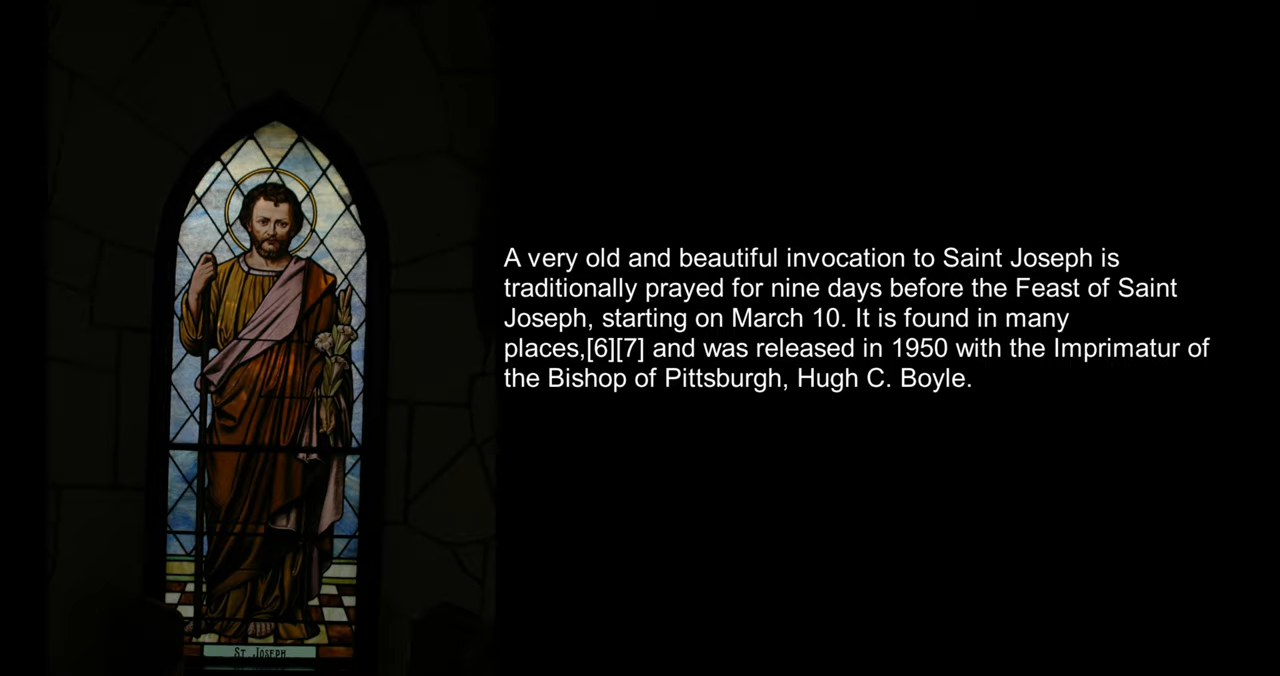 A very old and beautiful invocation to Saint Joseph is
traditionally prayed for nine days before the Feast of Saint
Joseph, starting on March 10. It is found in many
places,[6][7] and was released in 1950 with the Imprimatur of
the Bishop of Pittsburgh, Hugh C. Boyle.
ST. JOSEPH